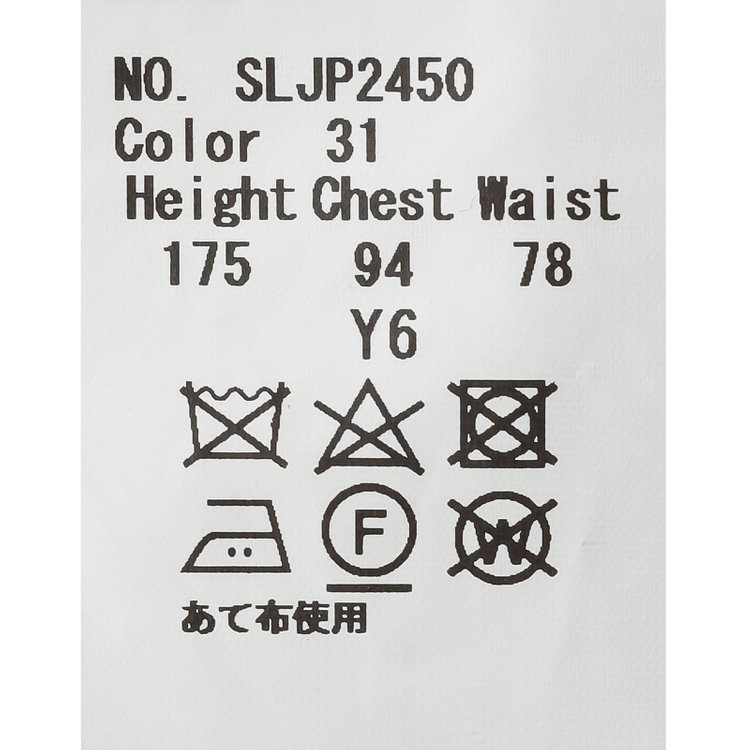 NO. SLJP2450
Color 31
Height Chest Waist
175 94 78
Y6
F W
あて布使用